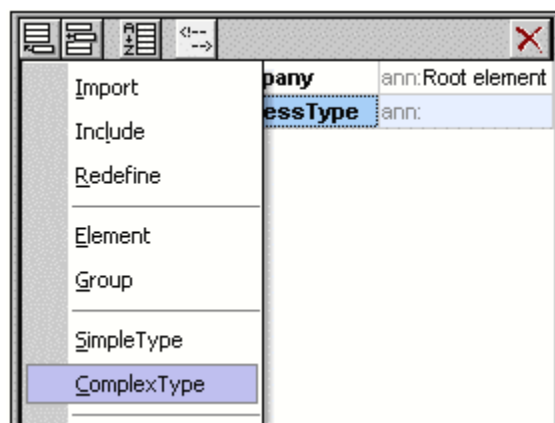 A
Z
<!--
-->
Import
pany ann:Root element
Include
essType ann:
Redefine
Element
Group
SimpleType
ComplexType